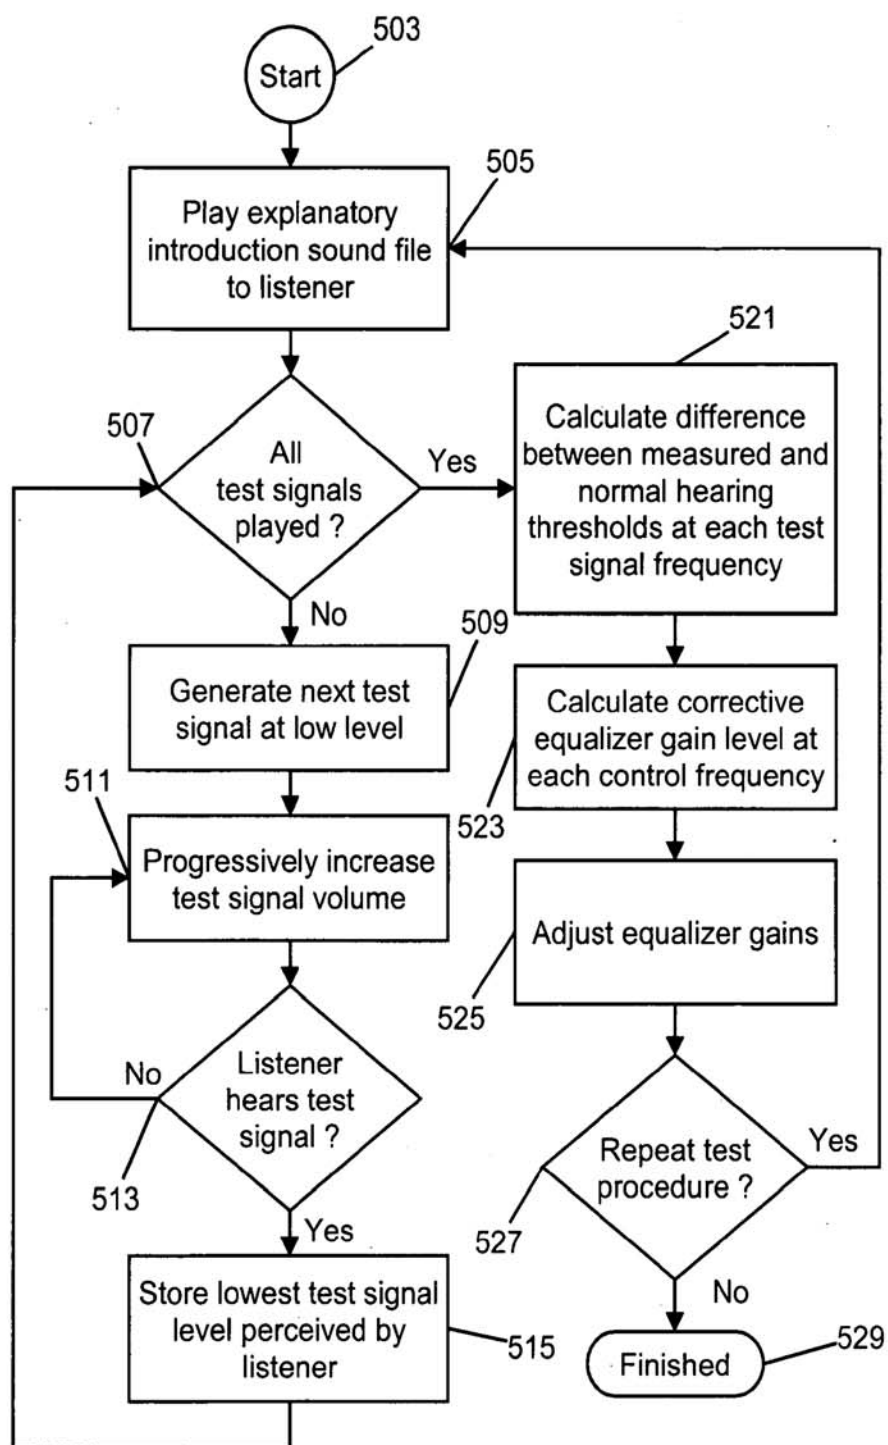 503
Start
505
Play explanatory
introduction sound file
to listener
507
All
test signals
played ?
Yes
No
521
Calculate difference
between measured and
normal hearing
thresholds at each test
signal frequency
509
Generate next test
signal at low level
523
Calculate corrective
equalizer gain level at
each control frequency
511
Progressively increase
test signal volume
525
Adjust equalizer gains
513
Listener
hears test
signal ?
No
Yes
527
Repeat test
procedure ?
Yes
No
515
Store lowest test signal
level perceived by
listener
529
Finished